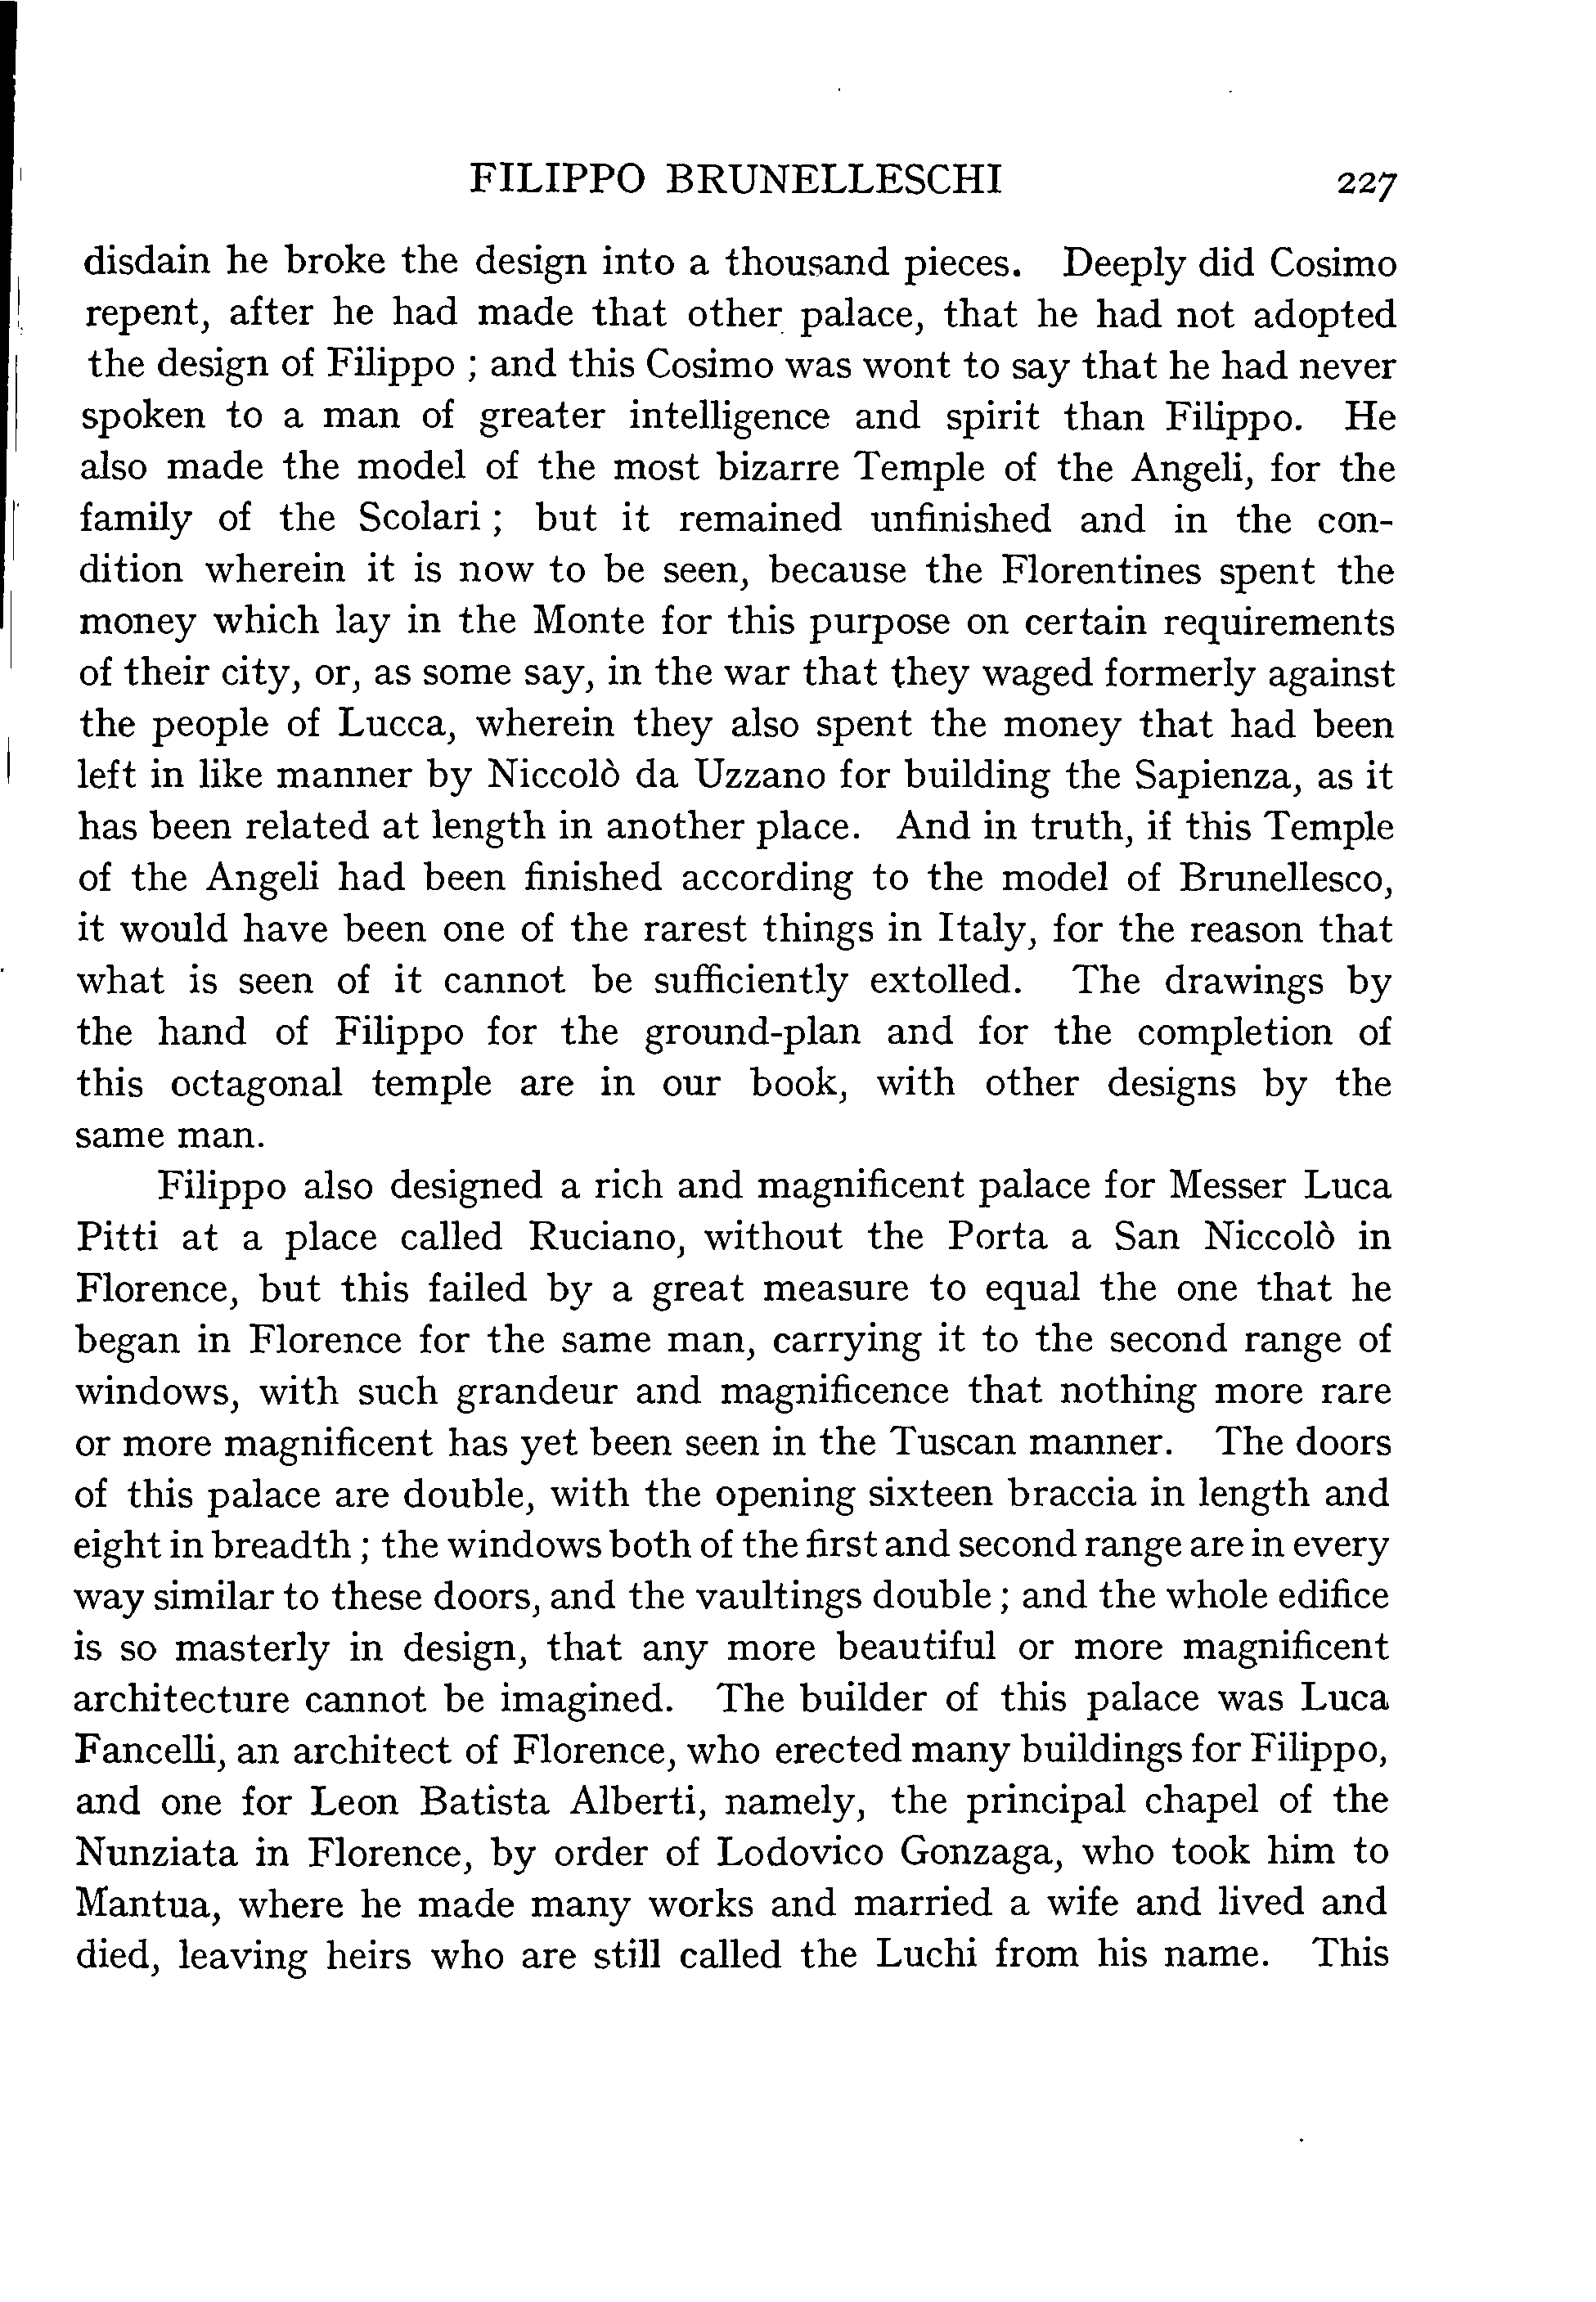 FILIPPO BRUNELLESCHI 227
disdain he broke the design into a thousand pieces. Deeply did Cosimo
repent, after he had made that other palace, that he had not adopted
the design of Filippo ; and this Cosimo was wont to say that he had never
spoken to a man of greater intelligence and spirit than Filippo. He
also made the model of the most bizarre Temple of the Angeli, for the
family of the Scolari ; but it remained unfinished and in the con-
dition wherein it is now to be seen, because the Florentines spent the
money which lay in the Monte for this purpose on certain requirements
of their city, or, as some say, in the war that they waged formerly against
the people of Lucca, wherein they also spent the money that had been
left in like manner by Niccolò da Uzzano for building the Sapienza, as it
has been related at length in another place. And in truth, if this Temple
of the Angeli had been finished according to the model of Brunellesco,
it would have been one of the rarest things in Italy, for the reason that
what is seen of it cannot be sufficiently extolled. The drawings by
the hand of Filippo for the ground-plan and for the completion of
this octagonal temple are in our book, with other designs by the
same man.
Filippo also designed a rich and magnificent palace for Messer Luca
Pitti at a place called Ruciano, without the Porta a San Niccolò in
Florence, but this failed by a great measure to equal the one that he
began in Florence for the same man, carrying it to the second range of
windows, with such grandeur and magnificence that nothing more rare
or more magnificent has yet been seen in the Tuscan manner. The doors
of this palace are double, with the opening sixteen braccia in length and
eight in breadth ; the windows both of the first and second range are in every
way similar to these doors, and the vaultings double ; and the whole edifice
is so masterly in design, that any more beautiful or more magnificent
architecture cannot be imagined. The builder of this palace was Luca
Fancelli, an architect of Florence, who erected many buildings for Filippo,
and one for Leon Batista Alberti, namely, the principal chapel of the
Nunziata in Florence, by order of Lodovico Gonzaga, who took him to
Mantua, where he made many works and married a wife and lived and
died, leaving heirs who are still called the Luchi from his name. This